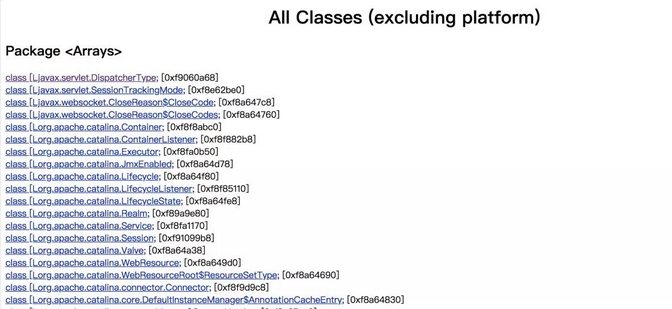 All Classes (excluding platform)
Package <Arrays>
class [Ljavax.servlet.DispatcherType; [0xf9060a68]
class [Ljavax.servlet.SessionTrackingMode; [0xf8e62be0]
class [Ljavax.websocket.CloseReason$CloseCode; [0xf8a647c8]
class [Ljavax.websocket.CloseReason$CloseCodes; [0xf8a64760]
class [Lorg.apache.catalina.Container; [0xf8f8abc0]
class [Lorg.apache.catalina.ContainerListener; [0xf8f882b8]
class [Lorg.apache.catalina.Executor; [0xf8fa0b50]
class [Lorg.apache.catalina.JmxEnabled; [0xf8a64d78]
class [Lorg.apache.catalina.Lifecycle; [0xf8a64f80]
class [Lorg.apache.catalina.LifecycleListener; [0xf8f85110]
class [Lorg.apache.catalina.LifecycleState; [0xf8a64fe8]
class [Lorg.apache.catalina.Realm; [0xf89a9e80]
class [Lorg.apache.catalina.Service; [0xf8fa1170]
class [Lorg.apache.catalina.Session; [0xf91099b8]
class [Lorg.apache.catalina.Valve; [0xf8a64a38]
class [Lorg.apache.catalina.WebResource; [0xf8a649d0]
class [Lorg.apache.catalina.WebResourceRoot$ResourceSetType; [0xf8a64690]
class [Lorg.apache.catalina.connector.Connector; [0xf8f9d9c8]
class [Lorg.apache.catalina.core.DefaultInstanceManager$AnnotationCacheEntry; [0xf8a64830]